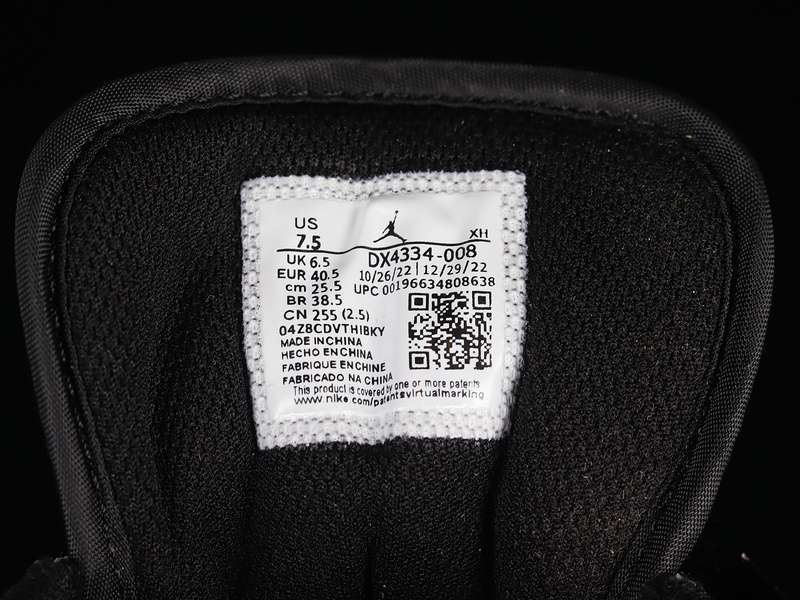 US
7.5
XH
UK 6.5
DX4334-008
EUR 40.5
10/26/22 | 12/29/22
cm 25.5
UPC 00196634808638
BR 38.5
CN 255 (2.5)
04Z8CDVTHIBKY
MADE IN CHINA
HECHO EN CHINA
FABRIQUE EN CHINE
FABRICADO NA CHINA
This product is covered by one or more patents
www.nike.com/patentsvirtualmarking